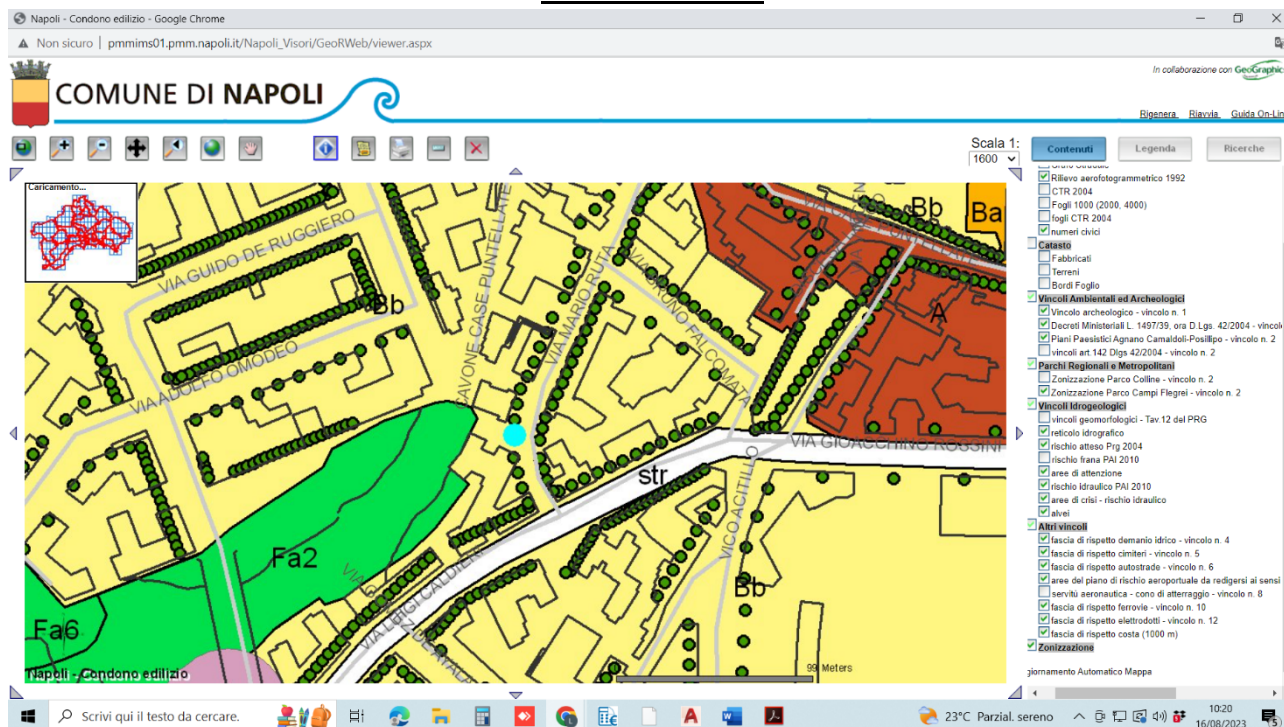 Napoli - Condono edilizio - Google Chrome
Non sicuro | pmmims01.pmm.napoli.it/Napoli_Visori/GeoRWeb/viewer.aspx
COMUNE DI NAPOLI
In collaborazione con GeoGraphic
Rigenera Riavvia Guida On-Lin
Scala 1:
1600
Contenuti
Legenda
Ricerche
Caricamento...
VIA GUIDO DE RUGGIERO
VIA ADOLFO OMODEO
Bb
CAVONE CASE PUNTELLATE
VIA MARIO RUTA
VIA BRUNO FALCOMATA
Bb
Ba
A
VIA GIOACCHINO ROSSINI
str
VICO ACITILLO
Bb
Fa2
Fa6
VIA LUIGI CALDIERI
99 Meters
Napoli - Condono edilizio
Rilievo aerofotogrammetrico 1992
CTR 2004
Fogli 1000 (2000, 4000)
fogli CTR 2004
numeri civici
Catasto
Fabbricati
Terreni
Bordi Foglio
Vincoli Ambientali ed Archeologici
Vincolo archeologico - vincolo n. 1
Decreti Ministeriali L. 1497/39, ora D.Lgs. 42/2004 - vincol
Piani Paesistici Agnano Camaldoli-Posillipo - vincolo n. 2
vincoli art.142 Dlgs 42/2004 - vincolo n. 2
Parchi Regionali e Metropolitani
Zonizzazione Parco Colline - vincolo n. 2
Zonizzazione Parco Campi Flegrei - vincolo n. 2
Vincoli Idrogeologici
vincoli geomorfologici - Tav.12 del PRG
reticolo idrografico
rischio atteso Prg 2004
rischio frana PAI 2010
aree di attenzione
rischio idraulico PAI 2010
aree di crisi - rischio idraulico
alvei
Altri vincoli
fascia di rispetto demanio idrico - vincolo n. 4
fascia di rispetto cimiteri - vincolo n. 5
fascia di rispetto autostrade - vincolo n. 6
aree del piano di rischio aeroportuale da redigersi ai sensi
servitù aeronautica - cono di atterraggio - vincolo n. 8
fascia di rispetto ferrovie - vincolo n. 10
fascia di rispetto elettrodotti - vincolo n. 12
fascia di rispetto costa (1000 m)
Zonizzazione
giornamento Automatico Mappa
Scrivi qui il testo da cercare.
23°C Parzial. sereno
10:20
16/08/2023